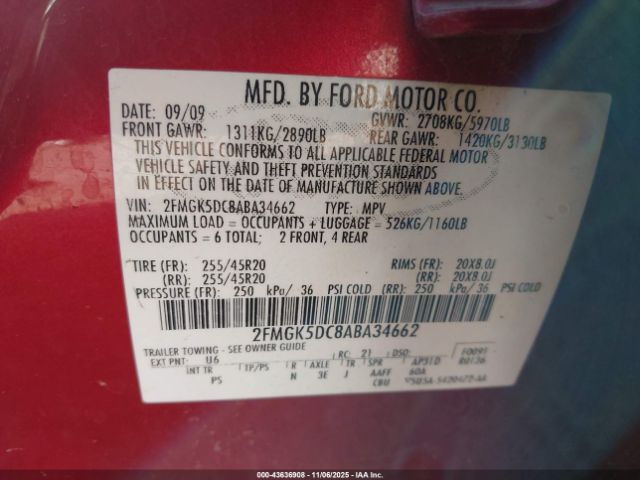 MFD. BY FORD MOTOR CO.
DATE: 09/09 GVWR: 2708KG/5970LB
FRONT GAWR: 1311KG/2890LB REAR GAWR: 1420KG/3130LB
THIS VEHICLE CONFORMS TO ALL APPLICABLE FEDERAL MOTOR
VEHICLE SAFETY AND THEFT PREVENTION STANDARDS
IN EFFECT ON THE DATE OF MANUFACTURE SHOWN ABOVE.
VIN: 2FMGK5DC8ABA34662 TYPE: MPV
MAXIMUM LOAD = OCCUPANTS + LUGGAGE = 526KG/1160LB
OCCUPANTS = 6 TOTAL; 2 FRONT, 4 REAR
TIRE (FR): 255/45R20 RIMS (FR): 20X8.0J
(RR): 255/45R20 (RR): 20X8.0J
PRESSURE (FR): 250 kPa/ 36 PSI COLD (RR): 250 kPa/ 36 PSI COLD
2FMGK5DC8ABA34662
TRAILER TOWING - SEE OWNER GUIDE
EXT PNT: U6 RC: 21 DSO: F0091
R0136
INT TR TP/PS R AXLE TR SPR AP31D
PS N 3E J AAFF 60A
CBU
000-43636908 - 11/06/2025 - IAA Inc.